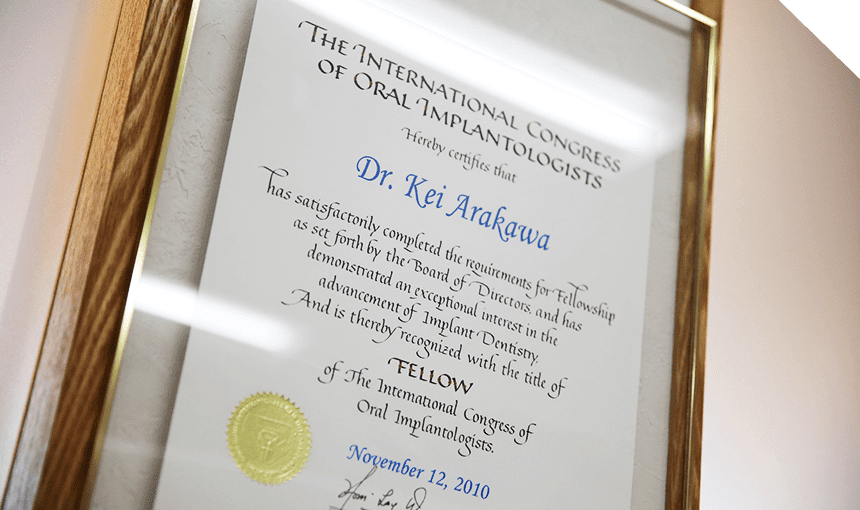 THE INTERNATIONAL CONGRESS
OF ORAL IMPLANTOLOGISTS
Hereby certifies that
Dr. Kei Arakawa
has satisfactorily completed the requirements for Fellowship
as set forth by the Board of Directors, and has
demonstrated an exceptional interest in the
advancement of Implant Dentistry.
And is thereby recognized with the title of
FELLOW
of The International Congress of
Oral Implantologists.
November 12, 2010